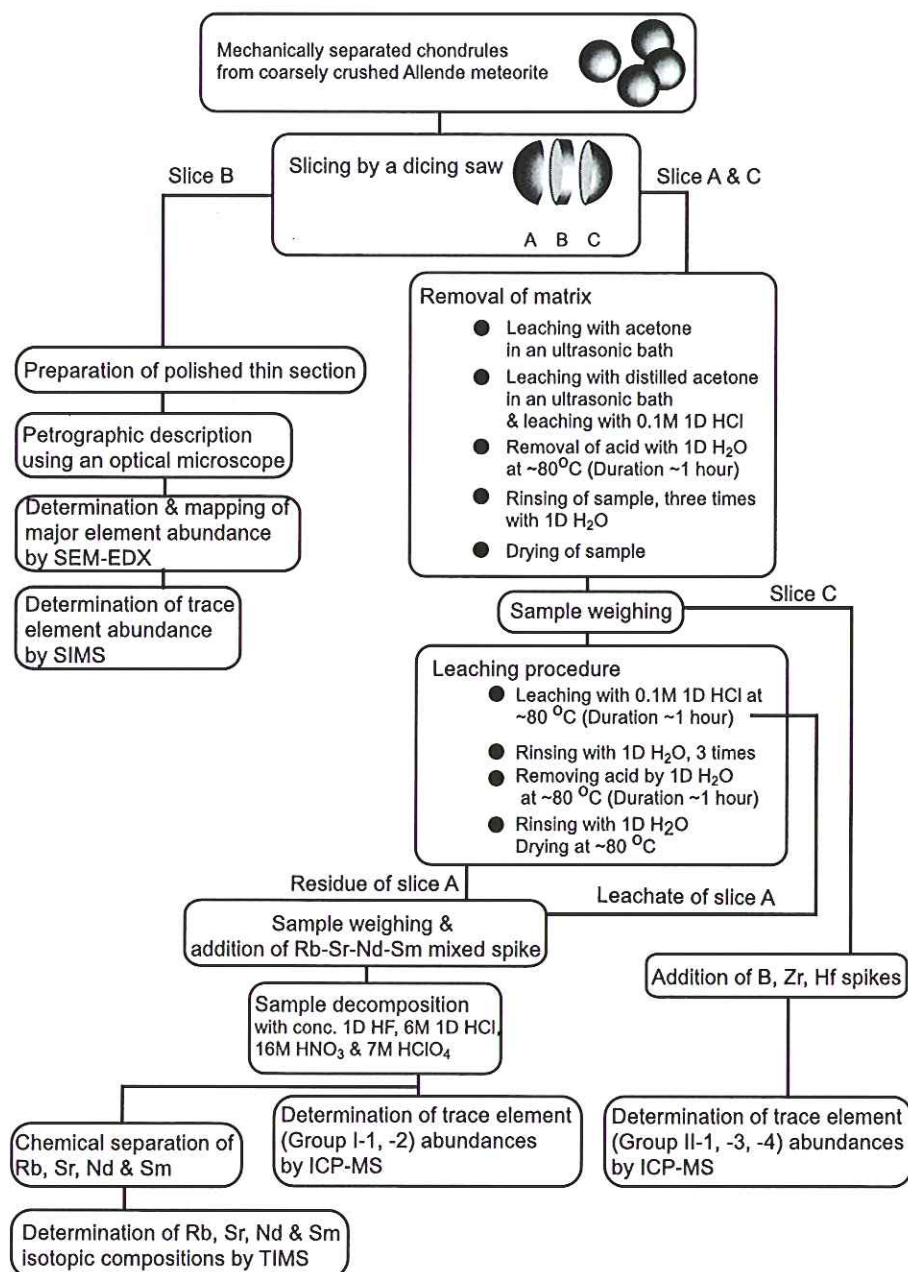 Mechanically separated chondrules
from coarsely crushed Allende meteorite
Slicing by a dicing saw
A B C
Slice B
Slice A & C
Preparation of polished thin section
Petrographic description
using an optical microscope
Determination & mapping of
major element abundance
by SEM-EDX
Determination of trace
element abundance
by SIMS
Removal of matrix
● Leaching with acetone
in an ultrasonic bath
● Leaching with distilled acetone
in an ultrasonic bath
& leaching with 0.1M 1D HCl
● Removal of acid with 1D H₂O
at ~80°C (Duration ~1 hour)
● Rinsing of sample, three times
with 1D H₂O
● Drying of sample
Sample weighing
Slice C
Leaching procedure
● Leaching with 0.1M 1D HCl at
~80 °C (Duration ~1 hour)
● Rinsing with 1D H₂O, 3 times
● Removing acid by 1D H₂O
at ~80 °C (Duration ~1 hour)
● Rinsing with 1D H₂O
Drying at ~80 °C
Residue of slice A
Leachate of slice A
Sample weighing &
addition of Rb-Sr-Nd-Sm mixed spike
Addition of B, Zr, Hf spikes
Sample decomposition
with conc. 1D HF, 6M 1D HCl,
16M HNO₃ & 7M HClO₄
Chemical separation of
Rb, Sr, Nd & Sm
Determination of trace element
(Group I-1, -2) abundances
by ICP-MS
Determination of trace element
(Group II-1, -3, -4) abundances
by ICP-MS
Determination of Rb, Sr, Nd & Sm
isotopic compositions by TIMS